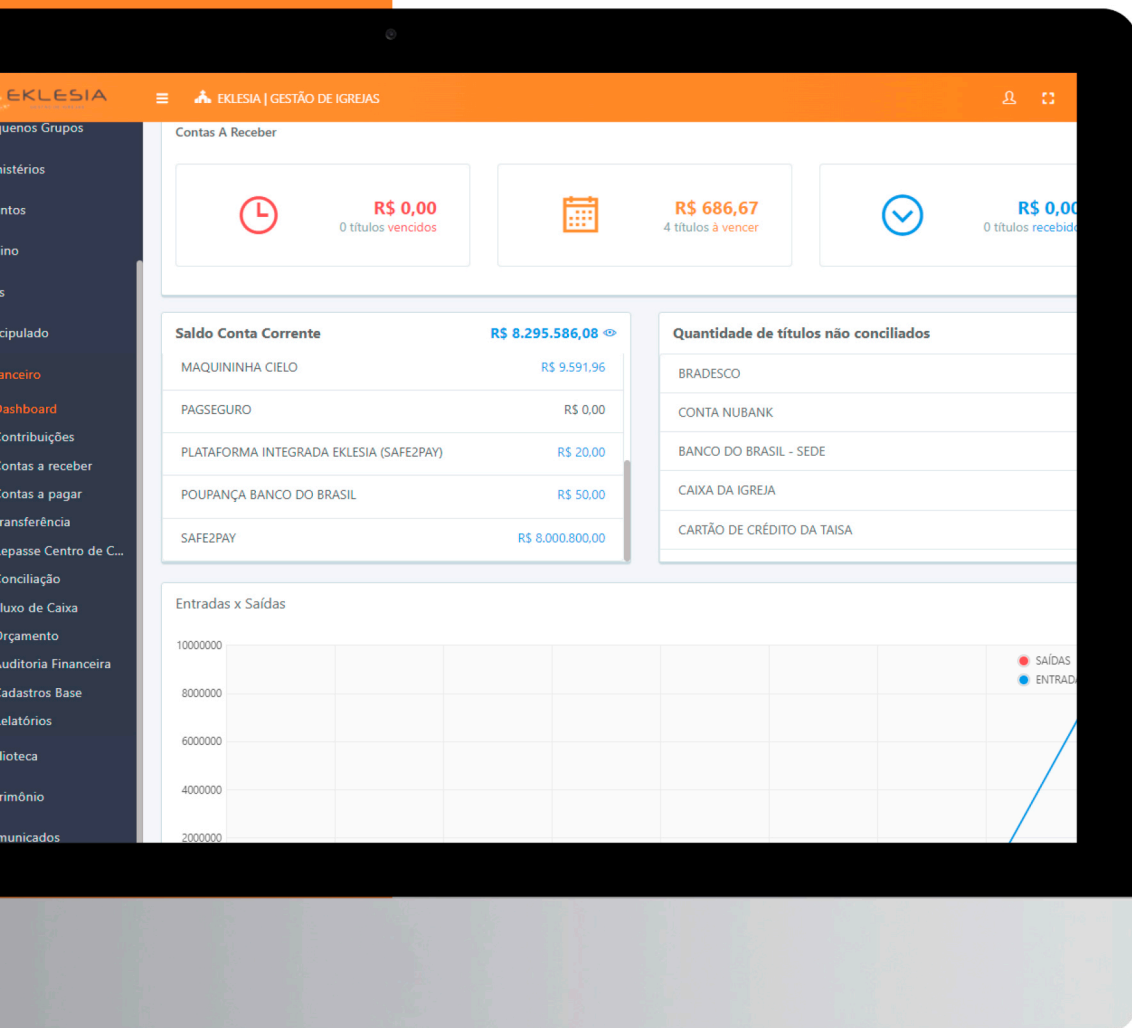 EKLESIA
EKLESIA | GESTÃO DE IGREJAS
quenos Grupos
nistérios
ntos
ino
s
cipulado
anceiro
Dashboard
Contribuições
Contas a receber
Contas a pagar
Transferência
Repasse Centro de C...
Conciliação
Fluxo de Caixa
Orçamento
Auditoria Financeira
Cadastros Base
Relatórios
lioteca
rimônio
municados
Contas A Receber
R$ 0,00
0 títulos vencidos
R$ 686,67
4 títulos à vencer
R$ 0,00
0 títulos recebido
Saldo Conta Corrente
R$ 8.295.586,08
MAQUININHA CIELO
R$ 9.591,96
PAGSEGURO
R$ 0,00
PLATAFORMA INTEGRADA EKLESIA (SAFE2PAY)
R$ 20,00
POUPANÇA BANCO DO BRASIL
R$ 50,00
SAFE2PAY
R$ 8.000.800,00
Quantidade de títulos não conciliados
BRADESCO
CONTA NUBANK
BANCO DO BRASIL - SEDE
CAIXA DA IGREJA
CARTÃO DE CRÉDITO DA TAISA
Entradas x Saídas
10000000
8000000
6000000
4000000
2000000
SAÍDAS
ENTRADA